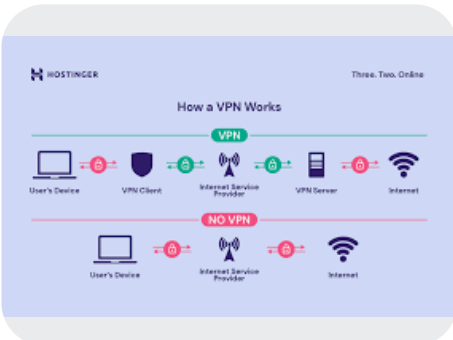 HOSTINGER
Three. Two. Online
How a VPN Works
VPN
User's Device
VPN Client
Internet Service
Provider
VPN Server
Internet
NO VPN
User's Device
Internet Service
Provider
Internet